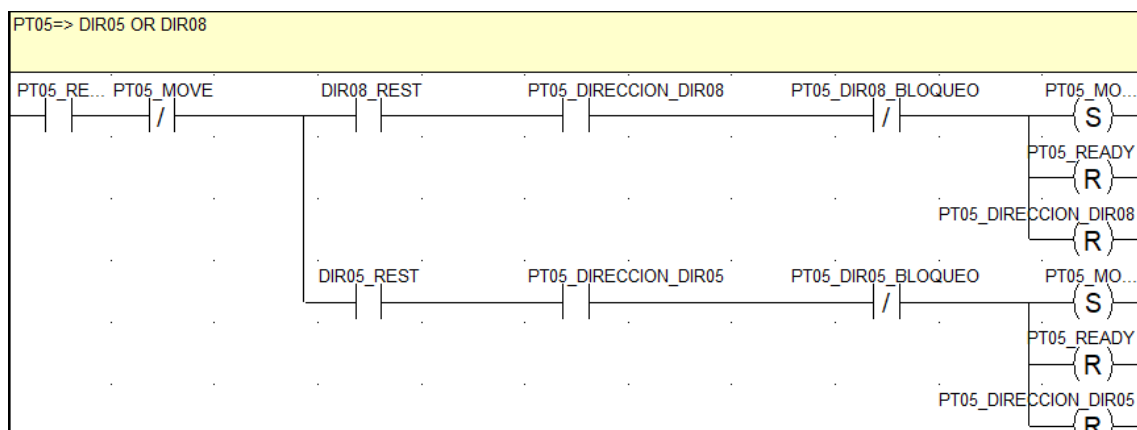 PT05=> DIR05 OR DIR08
PT05_RE... PT05_MOVE DIR08_REST PT05_DIRECCION_DIR08 PT05_DIR08_BLOQUEO PT05_MO...
/ / S
PT05_READY
R
PT05_DIRECCION_DIR08
R
DIR05_REST PT05_DIRECCION_DIR05 PT05_DIR05_BLOQUEO PT05_MO...
/ S
PT05_READY
R
PT05_DIRECCION_DIR05
R